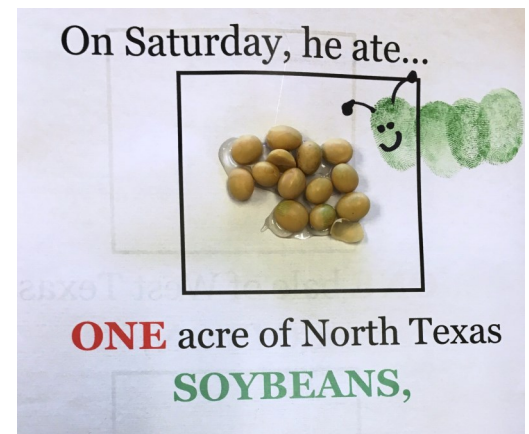 On Saturday, he ate...
ONE acre of North Texas
SOYBEANS,